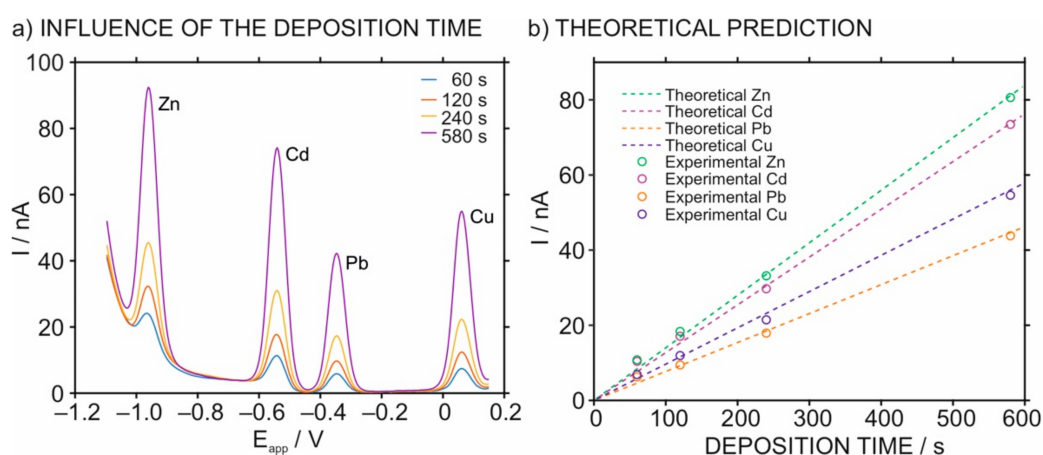 a) INFLUENCE OF THE DEPOSITION TIME
100
80
60
40
20
0
I / nA
60 s
120 s
240 s
580 s
Zn
Cd
Pb
Cu
−1.2 −1.0 −0.8 −0.6 −0.4 −0.2 0 0.2
Eapp / V
b) THEORETICAL PREDICTION
80
60
40
20
0
I / nA
Theoretical Zn
Theoretical Cd
Theoretical Pb
Theoretical Cu
Experimental Zn
Experimental Cd
Experimental Pb
Experimental Cu
0 100 200 300 400 500 600
DEPOSITION TIME / s